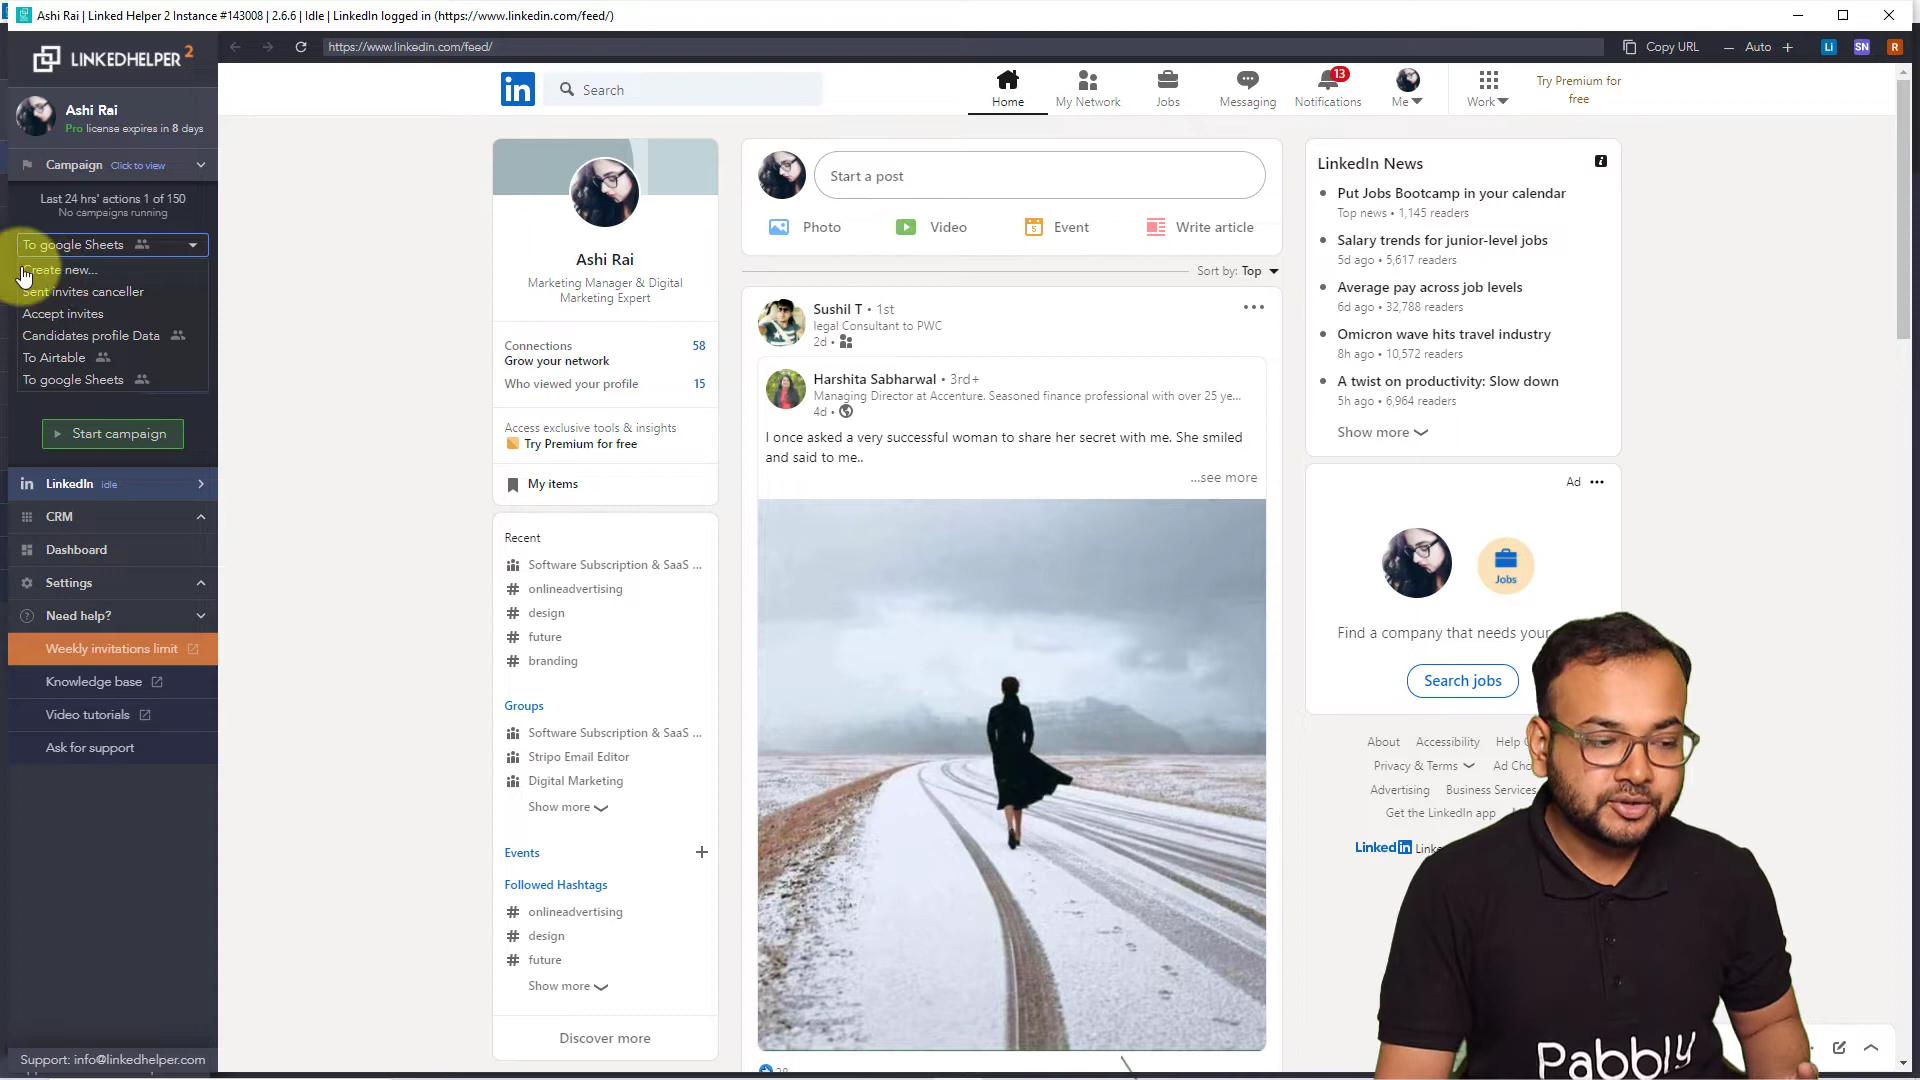 Ashi Rai | Linked Helper 2 Instance #143008 | 2.6.6 | Idle | LinkedIn logged in (https://www.linkedin.com/feed/)
LINKEDHELPER 2
https://www.linkedin.com/feed/
Copy URL
Auto
Li
SN
R
Ashi Rai
Pro license expires in 8 days
Campaign Click to view
Last 24 hrs' actions 1 of 150
No campaigns running
To google Sheets
Create new...
Sent invites canceller
Accept invites
Candidates profile Data
To Airtable
To google Sheets
Start campaign
LinkedIn idle
CRM
Dashboard
Settings
Need help?
Weekly invitations limit
Knowledge base
Video tutorials
Ask for support
Support: info@linkedhelper.com
in
Search
Home
My Network
Jobs
Messaging
13
Notifications
Me
Work
Try Premium for
free
Ashi Rai
Marketing Manager & Digital
Marketing Expert
Connections 58
Grow your network
Who viewed your profile 15
Access exclusive tools & insights
Try Premium for free
My items
Recent
Software Subscription & SaaS ...
# onlineadvertising
# design
# future
# branding
Groups
Software Subscription & SaaS ...
Stripo Email Editor
Digital Marketing
Show more
Events
Followed Hashtags
# onlineadvertising
# design
# future
Show more
Discover more
Start a post
Photo
Video
Event
Write article
Sort by: Top
Sushil T • 1st
legal Consultant to PWC
2d •
Harshita Sabharwal • 3rd+
Managing Director at Accenture. Seasoned finance professional with over 25 ye...
4d •
I once asked a very successful woman to share her secret with me. She smiled
and said to me..
...see more
LinkedIn News
Put Jobs Bootcamp in your calendar
Top news • 1,145 readers
Salary trends for junior-level jobs
5d ago • 5,617 readers
Average pay across job levels
6d ago • 32,788 readers
Omicron wave hits travel industry
8h ago • 10,572 readers
A twist on productivity: Slow down
5h ago • 6,964 readers
Show more
Ad
Jobs
Find a company that needs your
Search jobs
About Accessibility Help
Privacy & Terms Ad
Advertising Business Services
Get the LinkedIn app
LinkedIn
Pabbly